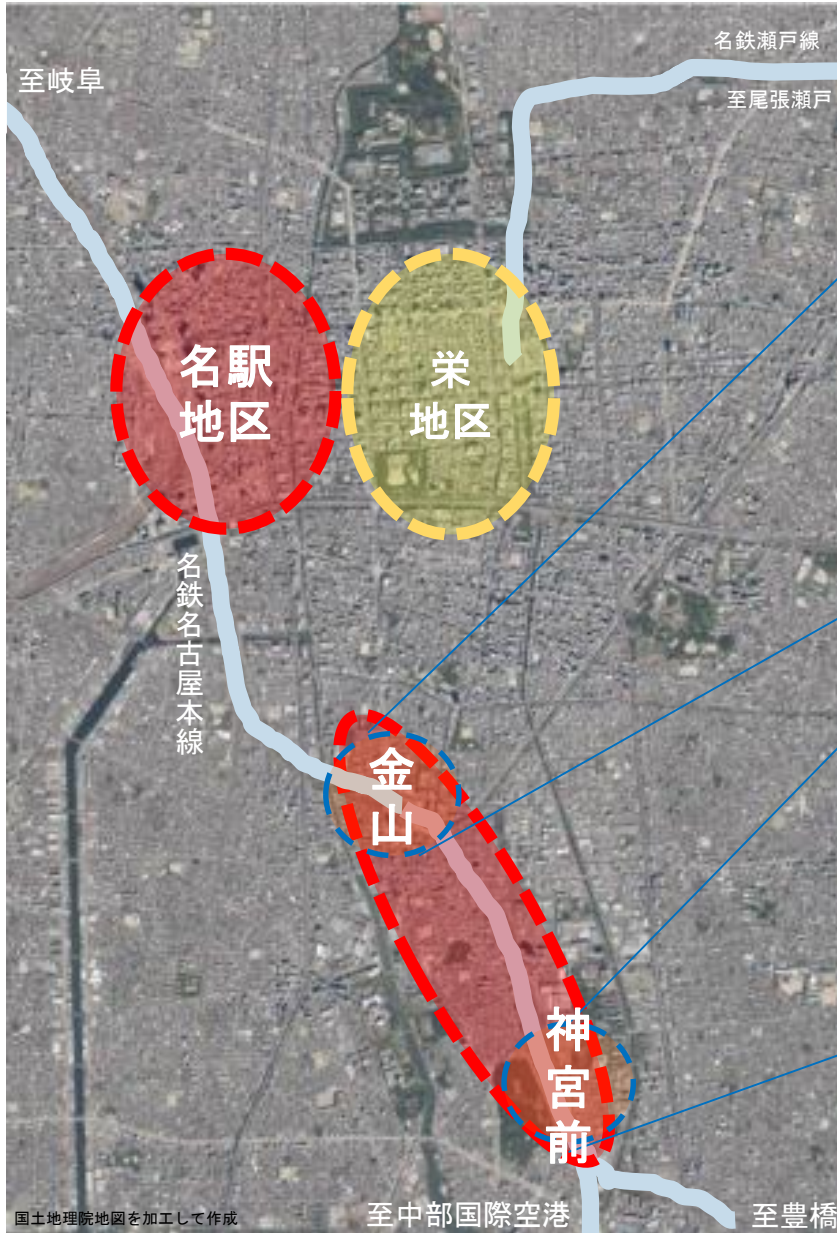 名鉄瀬戸線
至岐阜
至尾張瀬戸
名駅
地区
栄
地区
名鉄名古屋本線
金山
神宮前
国土地理院地図を加工して作成
至中部国際空港
至豊橋